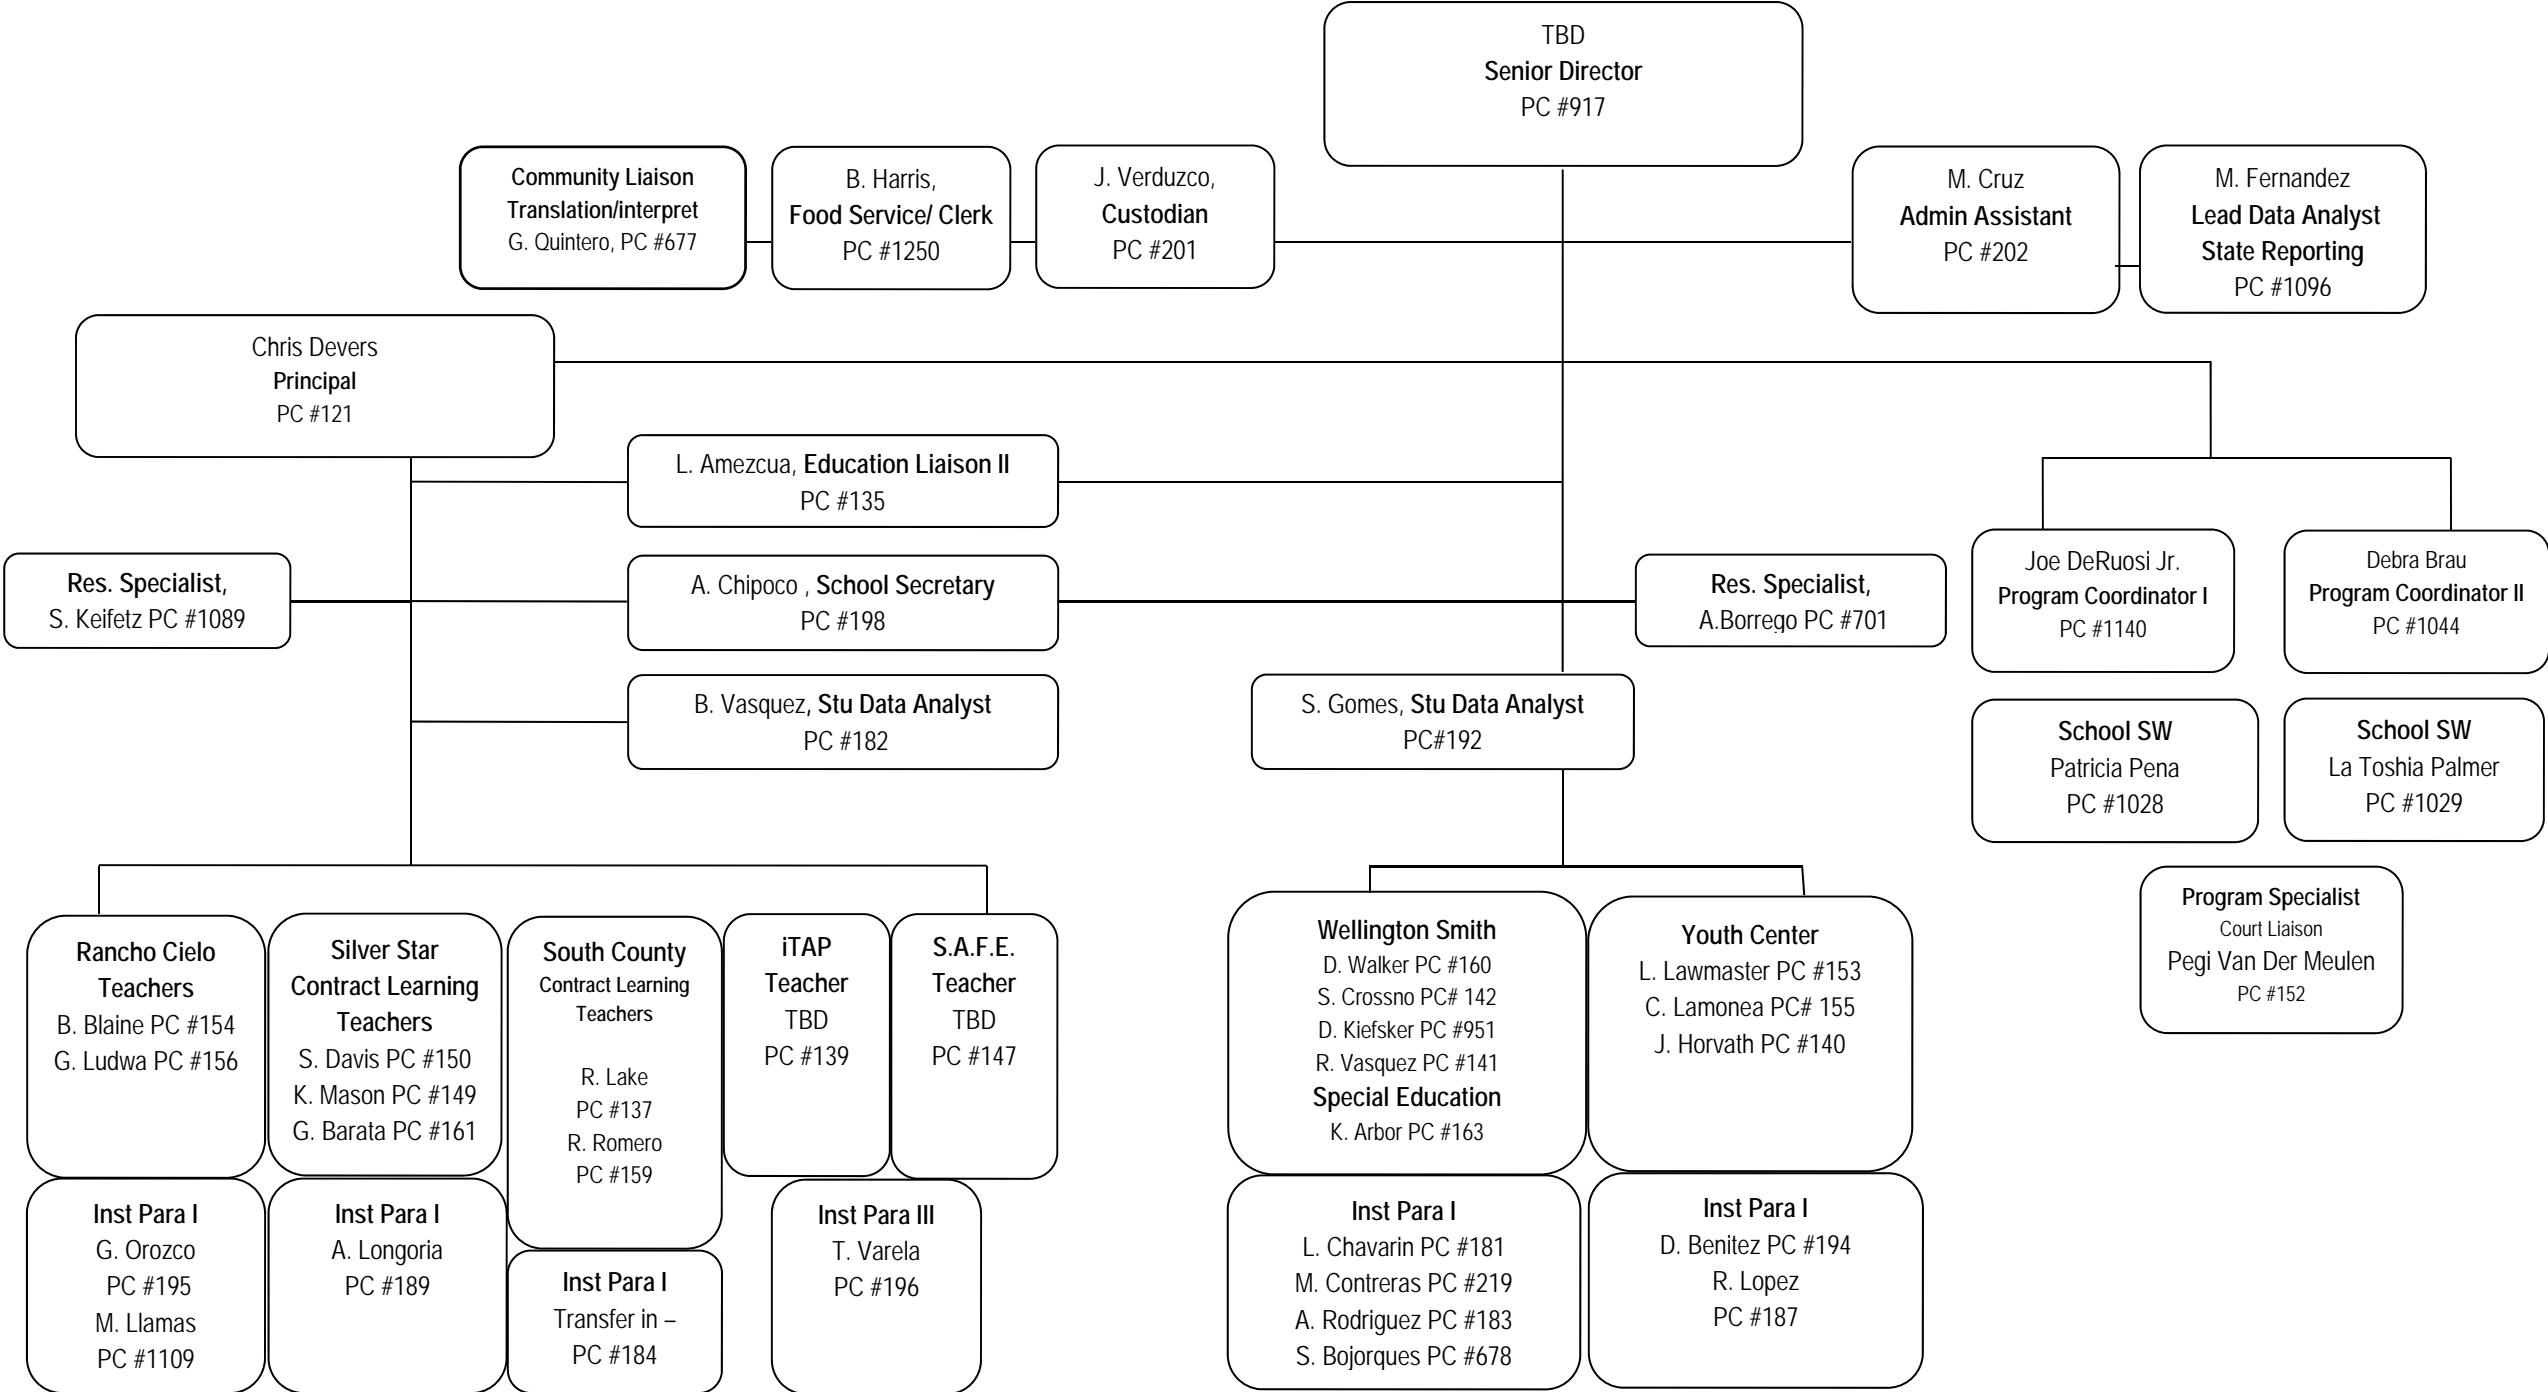 TBD
Senior Director
PC #917
Community Liaison
Translation/interpret
G. Quintero, PC #677
B. Harris,
Food Service/ Clerk
PC #1250
J. Verduzco,
Custodian
PC #201
M. Cruz
Admin Assistant
PC #202
M. Fernandez
Lead Data Analyst
State Reporting
PC #1096
Chris Devers
Principal
PC #121
L. Amezcua, Education Liaison II
PC #135
Res. Specialist,
S. Keifetz PC #1089
A. Chipoco , School Secretary
PC #198
Res. Specialist,
A.Borrego PC #701
Joe DeRuosi Jr.
Program Coordinator I
PC #1140
Debra Brau
Program Coordinator II
PC #1044
B. Vasquez, Stu Data Analyst
PC #182
S. Gomes, Stu Data Analyst
PC#192
School SW
Patricia Pena
PC #1028
School SW
La Toshia Palmer
PC #1029
Program Specialist
Court Liaison
Pegi Van Der Meulen
PC #152
Rancho Cielo
Teachers
B. Blaine PC #154
G. Ludwa PC #156
Silver Star
Contract Learning
Teachers
S. Davis PC #150
K. Mason PC #149
G. Barata PC #161
South County
Contract Learning
Teachers
R. Lake
PC #137
R. Romero
PC #159
iTAP
Teacher
TBD
PC #139
S.A.F.E.
Teacher
TBD
PC #147
Wellington Smith
D. Walker PC #160
S. Crossno PC# 142
D. Kiefsker PC #951
R. Vasquez PC #141
Special Education
K. Arbor PC #163
Youth Center
L. Lawmaster PC #153
C. Lamonea PC# 155
J. Horvath PC #140
Inst Para I
G. Orozco
PC #195
M. Llamas
PC #1109
Inst Para I
A. Longoria
PC #189
Inst Para I
Transfer in –
PC #184
Inst Para III
T. Varela
PC #196
Inst Para I
L. Chavarin PC #181
M. Contreras PC #219
A. Rodriguez PC #183
S. Bojorques PC #678
Inst Para I
D. Benitez PC #194
R. Lopez
PC #187